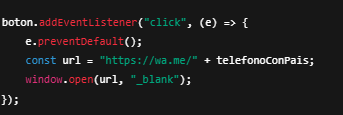 boton.addEventListener("click", (e) => {
    e.preventDefault();
    const url = "https://wa.me/" + telefonoConPais;
    window.open(url, "_blank");
});